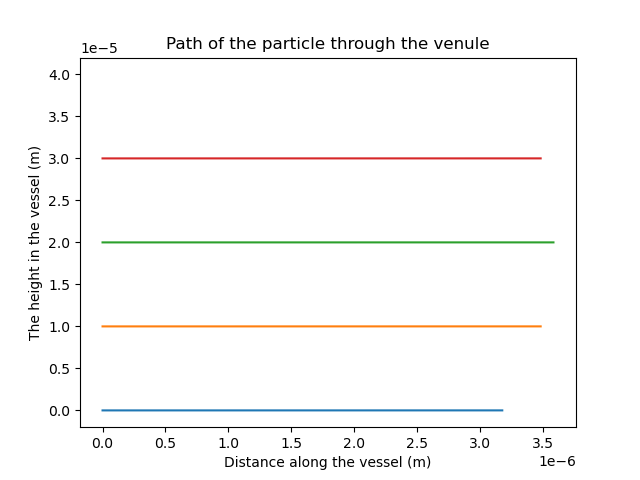 Path of the particle through the venule
1e−5
4.0
3.5
3.0
2.5
2.0
1.5
1.0
0.5
0.0
The height in the vessel (m)
0.0 0.5 1.0 1.5 2.0 2.5 3.0 3.5
1e−6
Distance along the vessel (m)